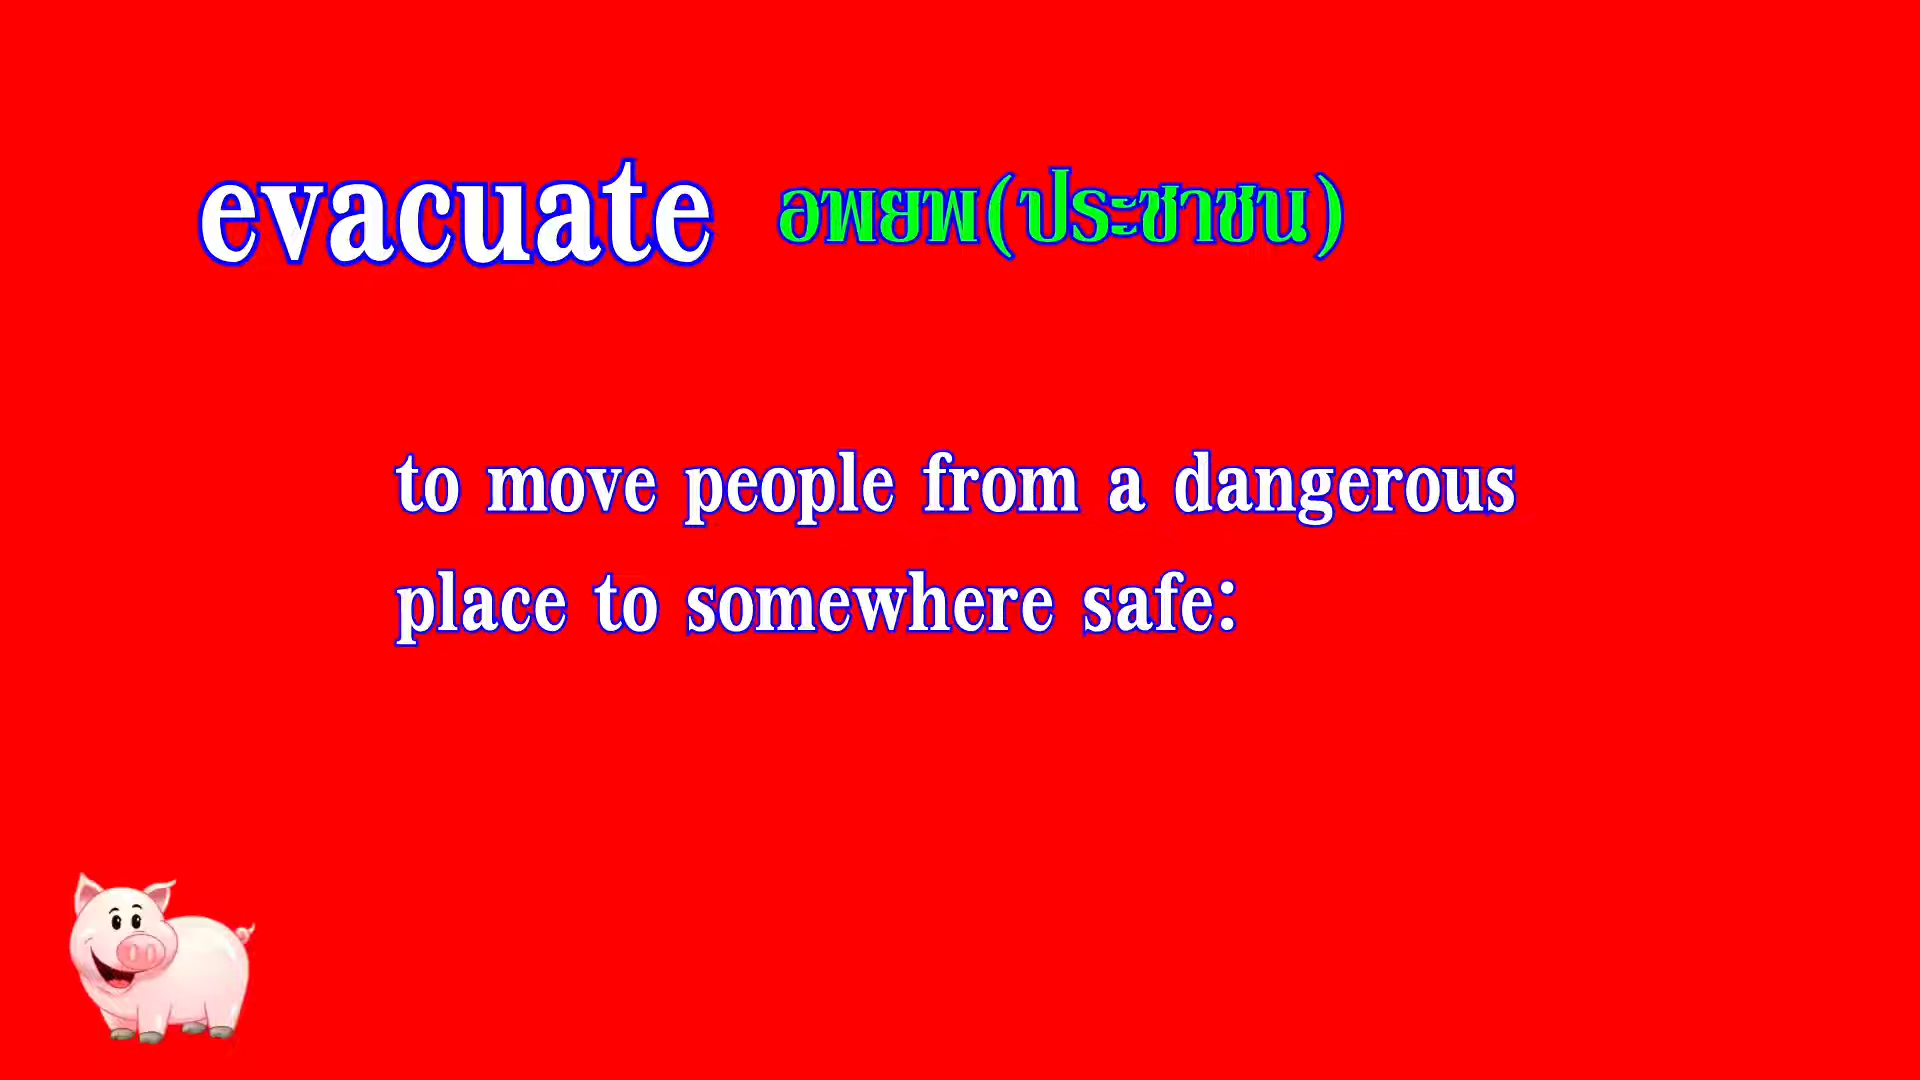 evacuate อพยพ(ประชาชน)
to move people from a dangerous
place to somewhere safe: